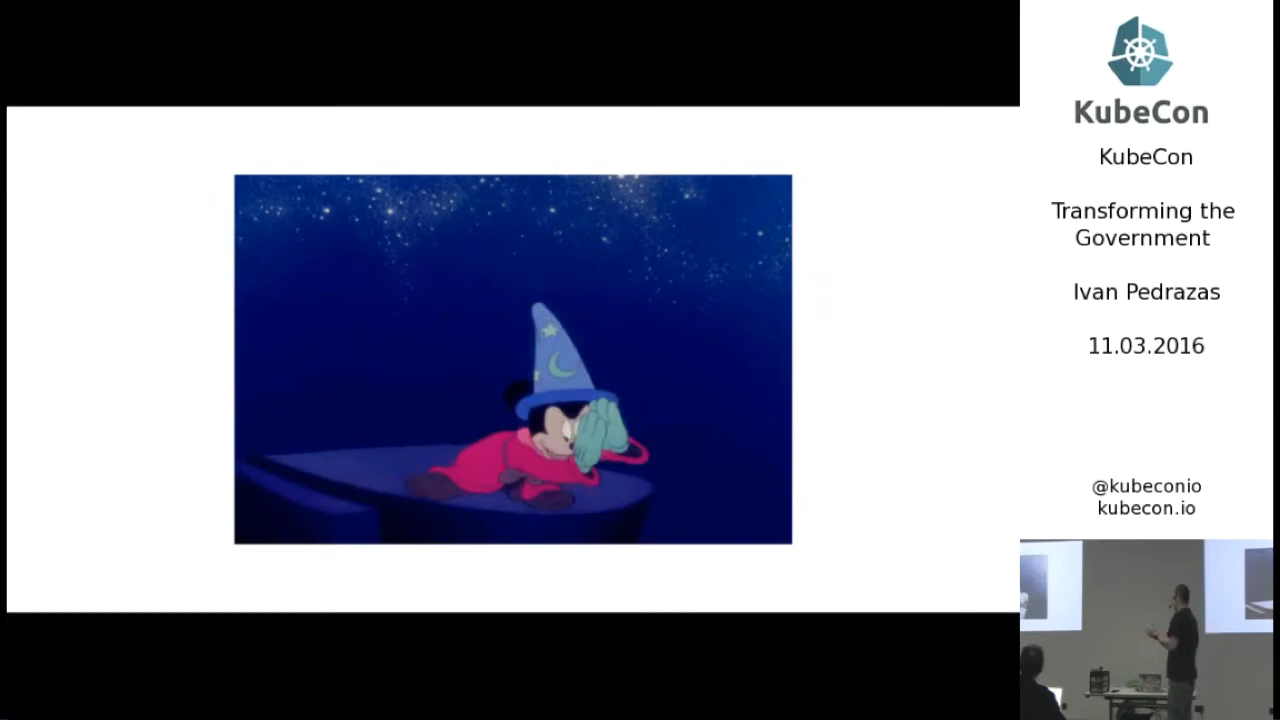 KubeCon
KubeCon
Transforming the
Government
Ivan Pedrazas
11.03.2016
@kubeconio
kubecon.io